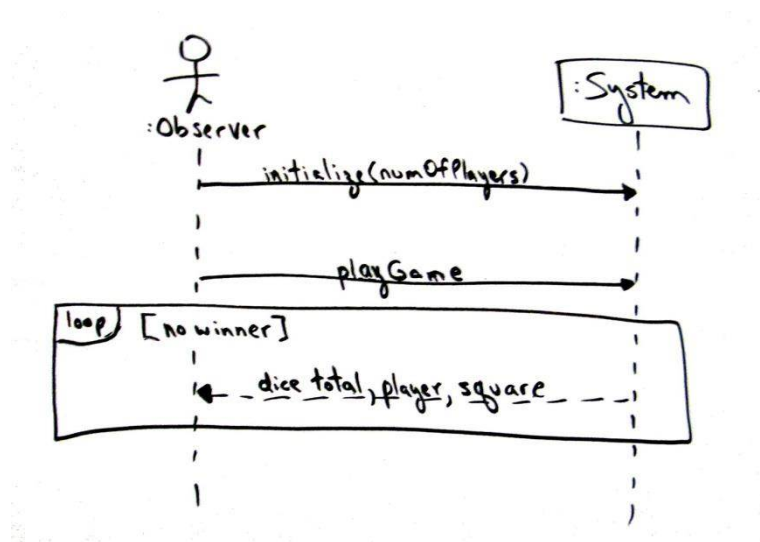 :Observer
:System
initialize(numOfPlayers)
playGame
loop
[no winner]
dice total, player, square